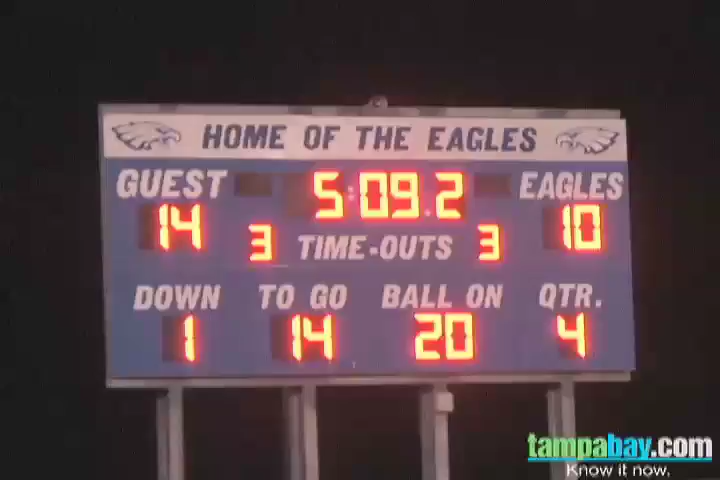 HOME OF THE EAGLES
GUEST 5:09.2 EAGLES
14 3 TIME-OUTS 3 10
DOWN TO GO BALL ON QTR.
1 14 20 4
tampabay.com
Know it now.